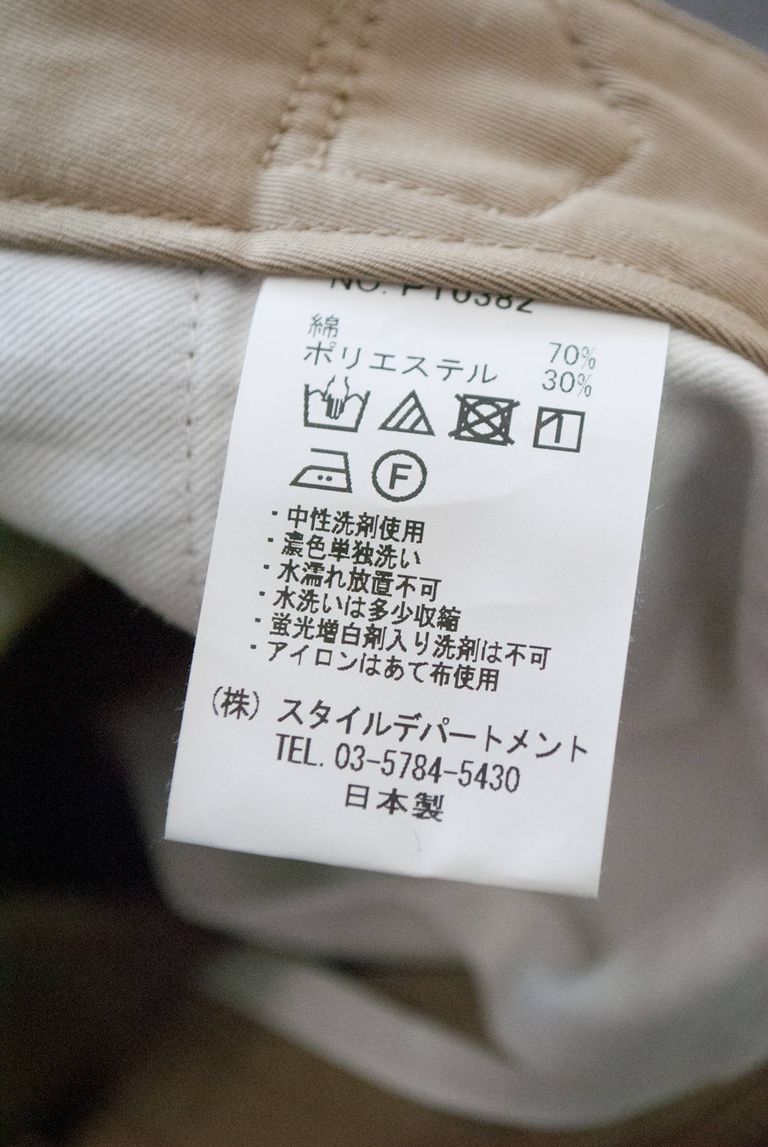 NO. PT0382
綿 70%
ポリエステル 30%
F
・中性洗剤使用
・濃色単独洗い
・水濡れ放置不可
・水洗いは多少収縮
・蛍光増白剤入り洗剤は不可
・アイロンはあて布使用
(株) スタイルデパートメント
TEL. 03-5784-5430
日本製